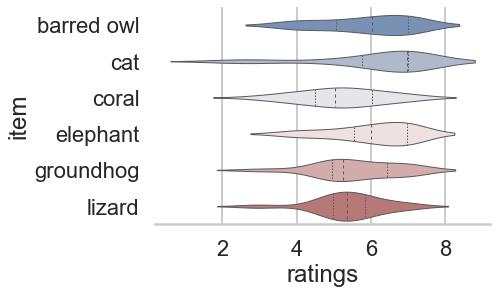 barred owl
cat
coral
elephant
groundhog
lizard
item
2 4 6 8
ratings